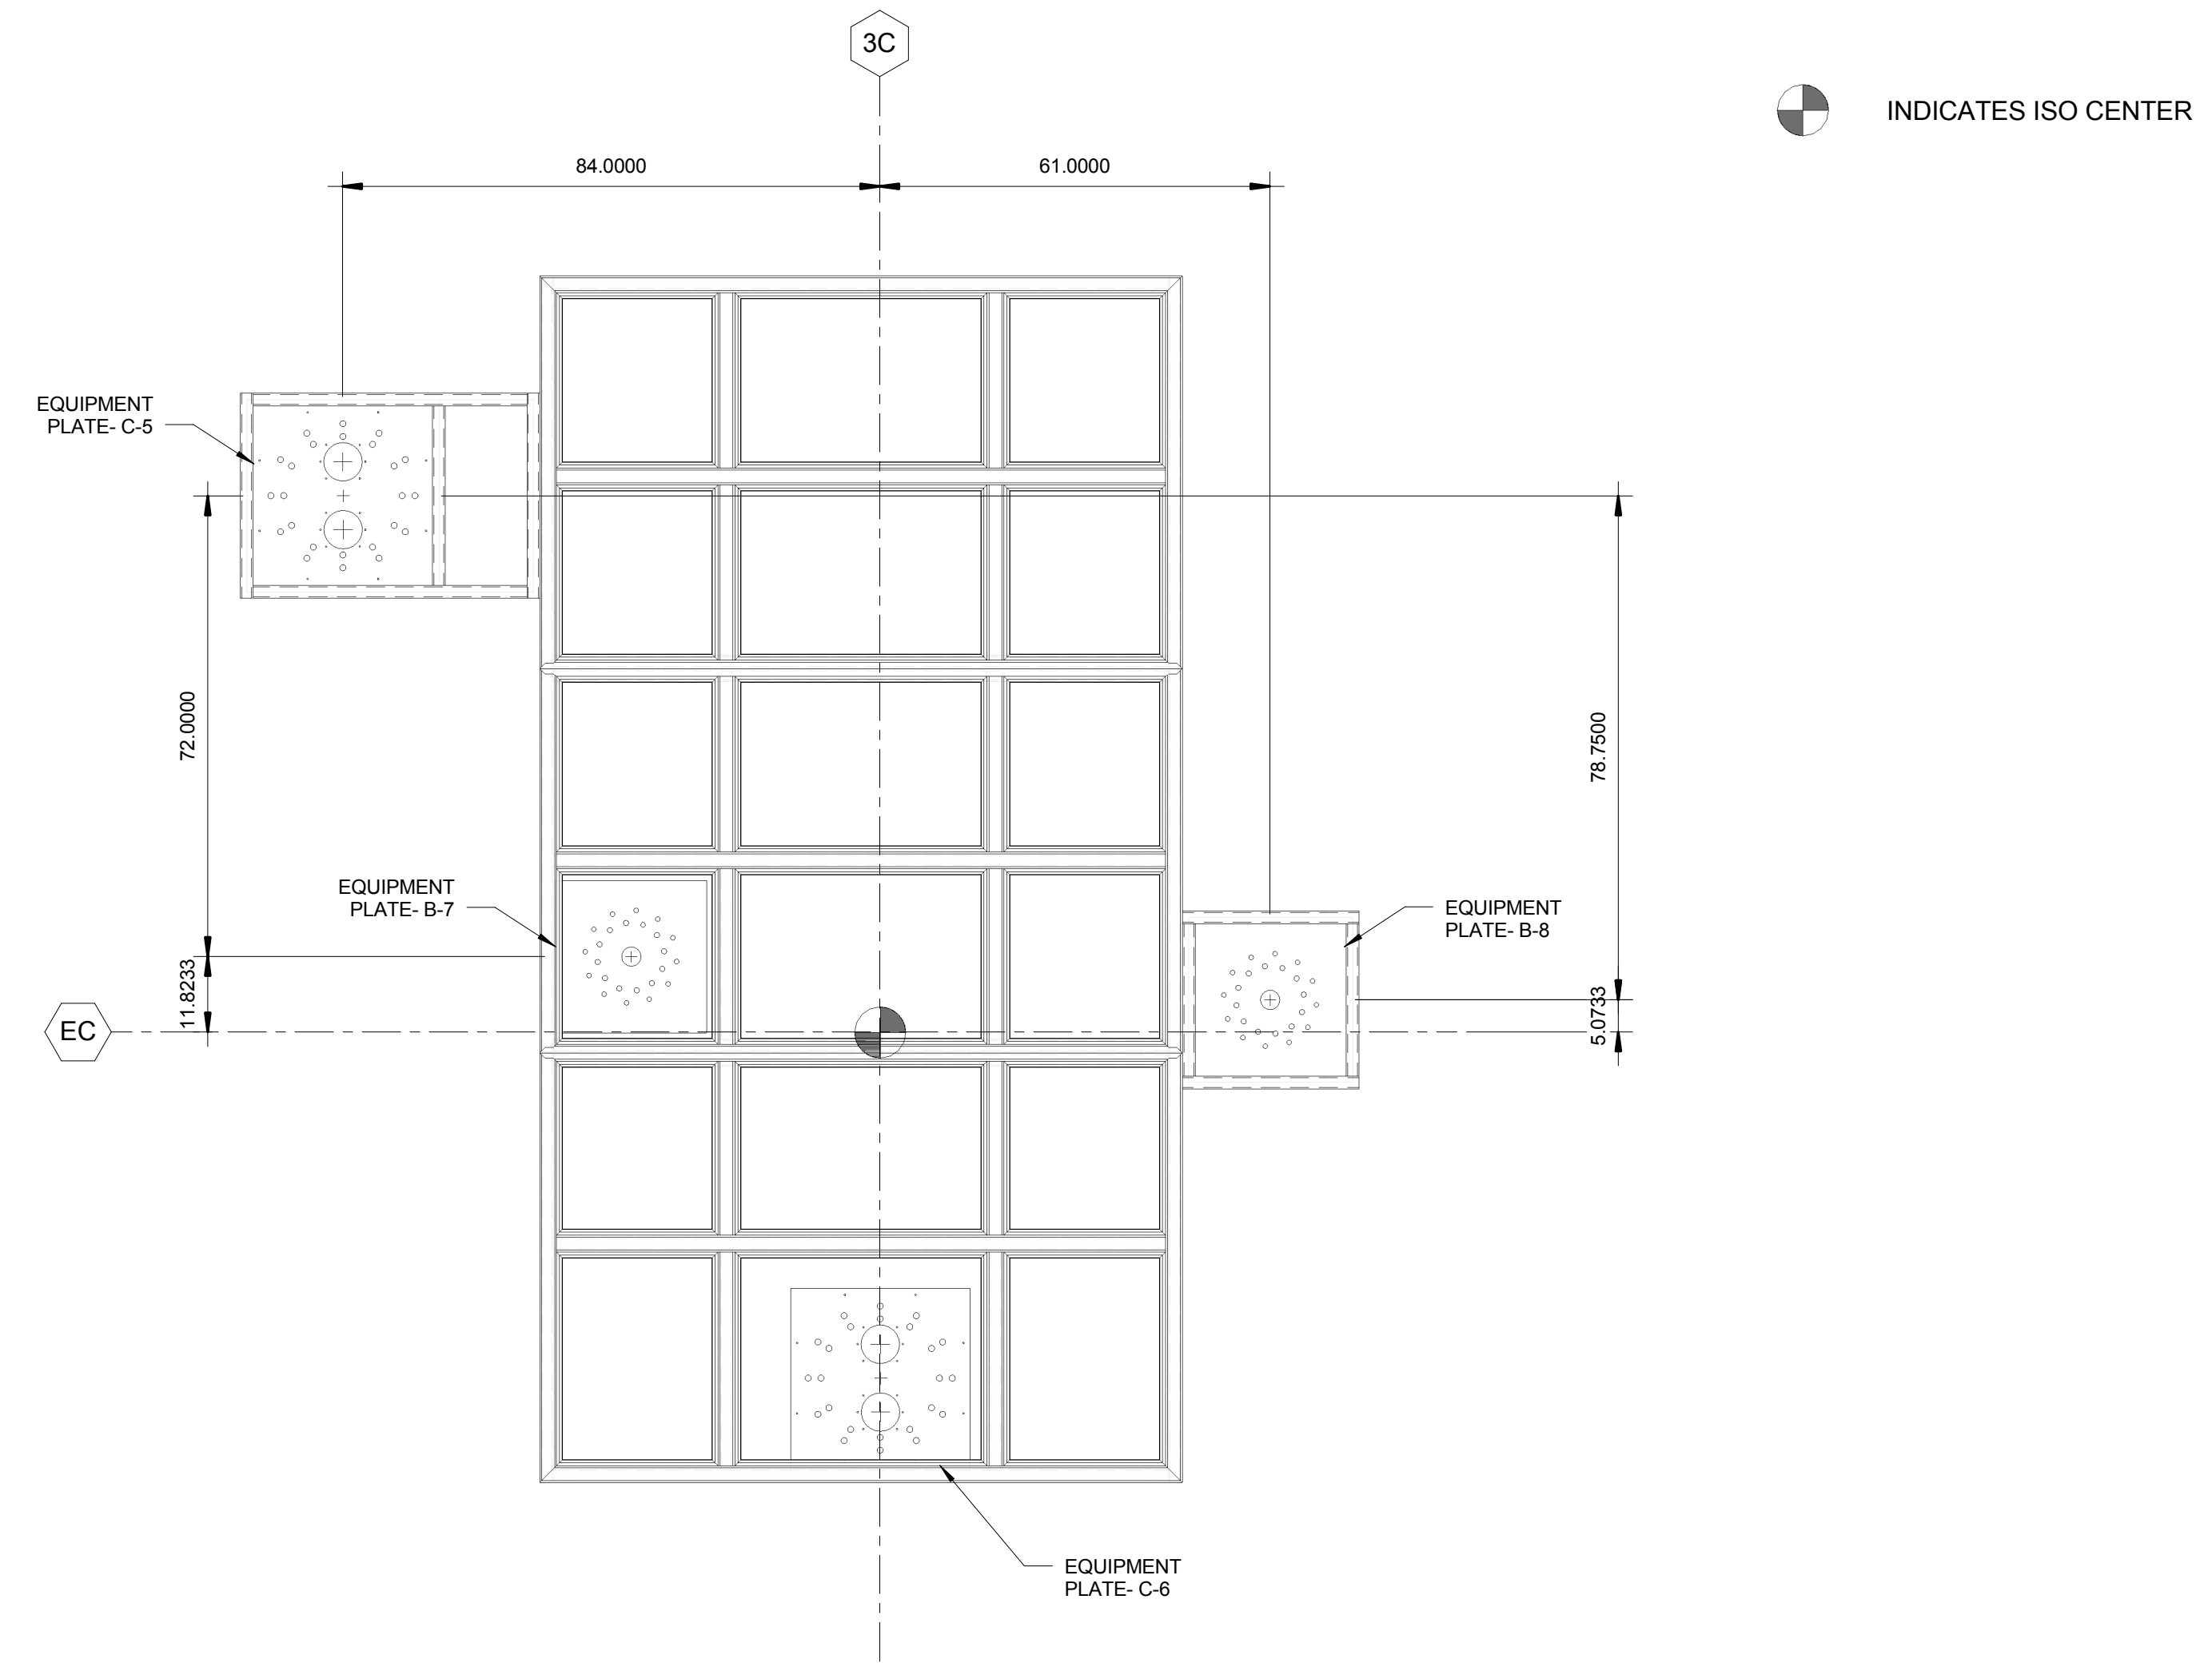 3C
INDICATES ISO CENTER
84.0000
61.0000
EQUIPMENT
PLATE- C-5
72.0000
78.7500
EQUIPMENT
PLATE- B-7
EQUIPMENT
PLATE- B-8
11.8233
5.0733
EC
EQUIPMENT
PLATE- C-6